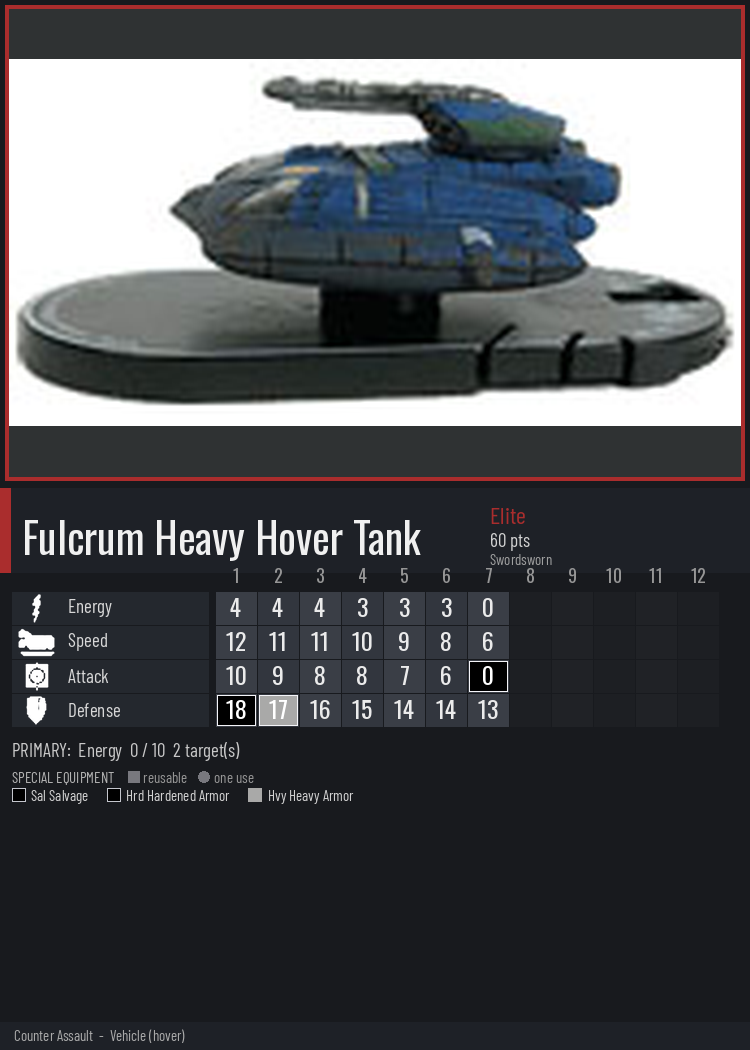 Fulcrum Heavy Hover Tank
Elite
60 pts
Swordsworn
1 2 3 4 5 6 7 8 9 10 11 12
Energy 4 4 4 3 3 3 0
Speed 12 11 11 10 9 8 6
Attack 10 9 8 8 7 6 0
Defense 18 17 16 15 14 14 13
PRIMARY: Energy 0 / 10 2 target(s)
SPECIAL EQUIPMENT reusable one use
Sal Salvage Hrd Hardened Armor Hvy Heavy Armor
Counter Assault - Vehicle (hover)